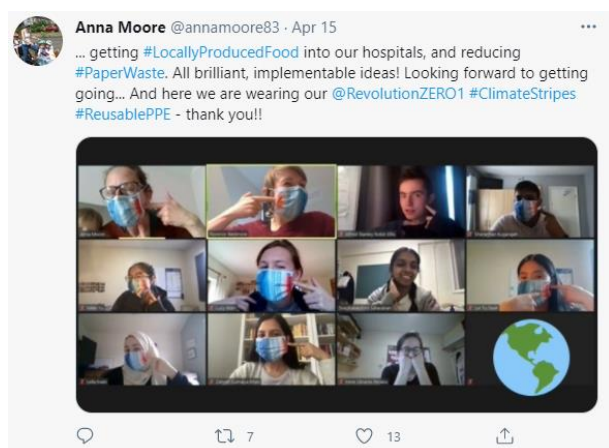 Anna Moore @annamoore83 · Apr 15
... getting #LocallyProducedFood into our hospitals, and reducing
#PaperWaste. All brilliant, implementable ideas! Looking forward to getting
going... And here we are wearing our @RevolutionZERO1 #ClimateStripes
#ReusablePPE - thank you!!
7 13